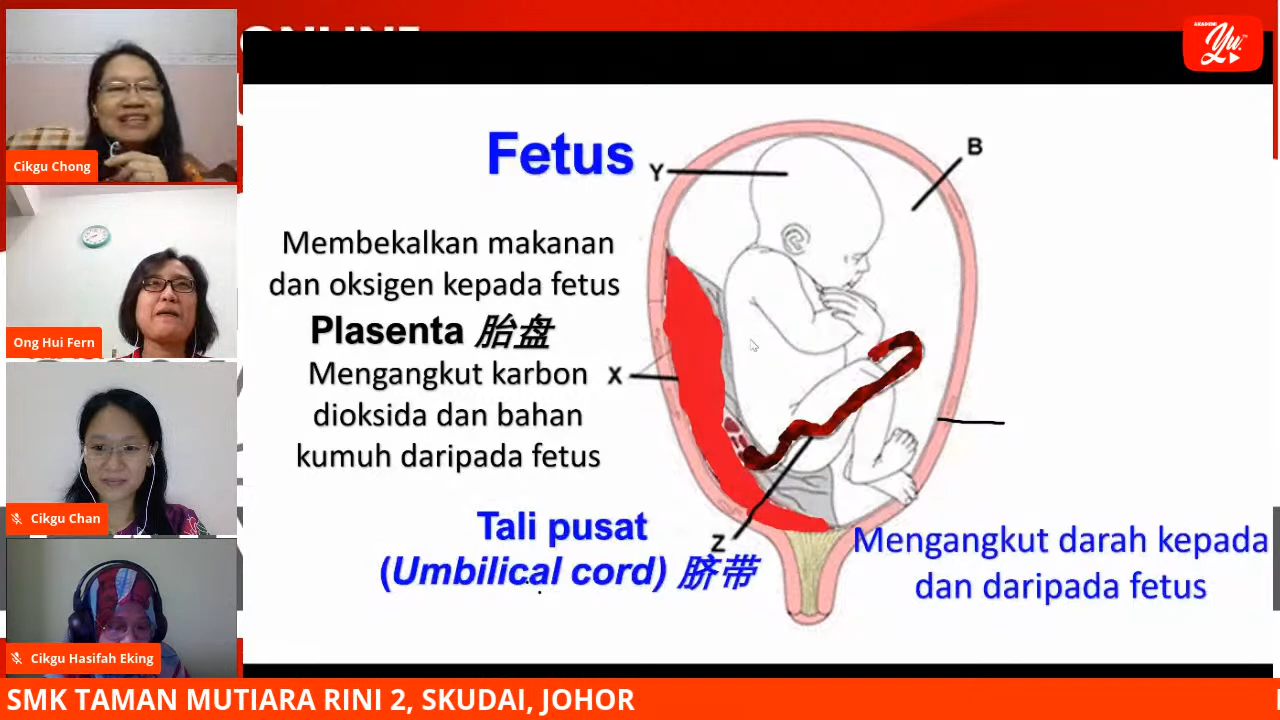 AKADEMI
Yu.
Cikgu Chong
Ong Hui Fern
Cikgu Chan
Cikgu Hasifah Eking
Fetus
Y
B
Membekalkan makanan
dan oksigen kepada fetus
Plasenta 胎盘
Mengangkut karbon
dioksida dan bahan
kumuh daripada fetus
X
Tali pusat
(Umbilical cord) 脐带
Z
Mengangkut darah kepada
dan daripada fetus
SMK TAMAN MUTIARA RINI 2, SKUDAI, JOHOR